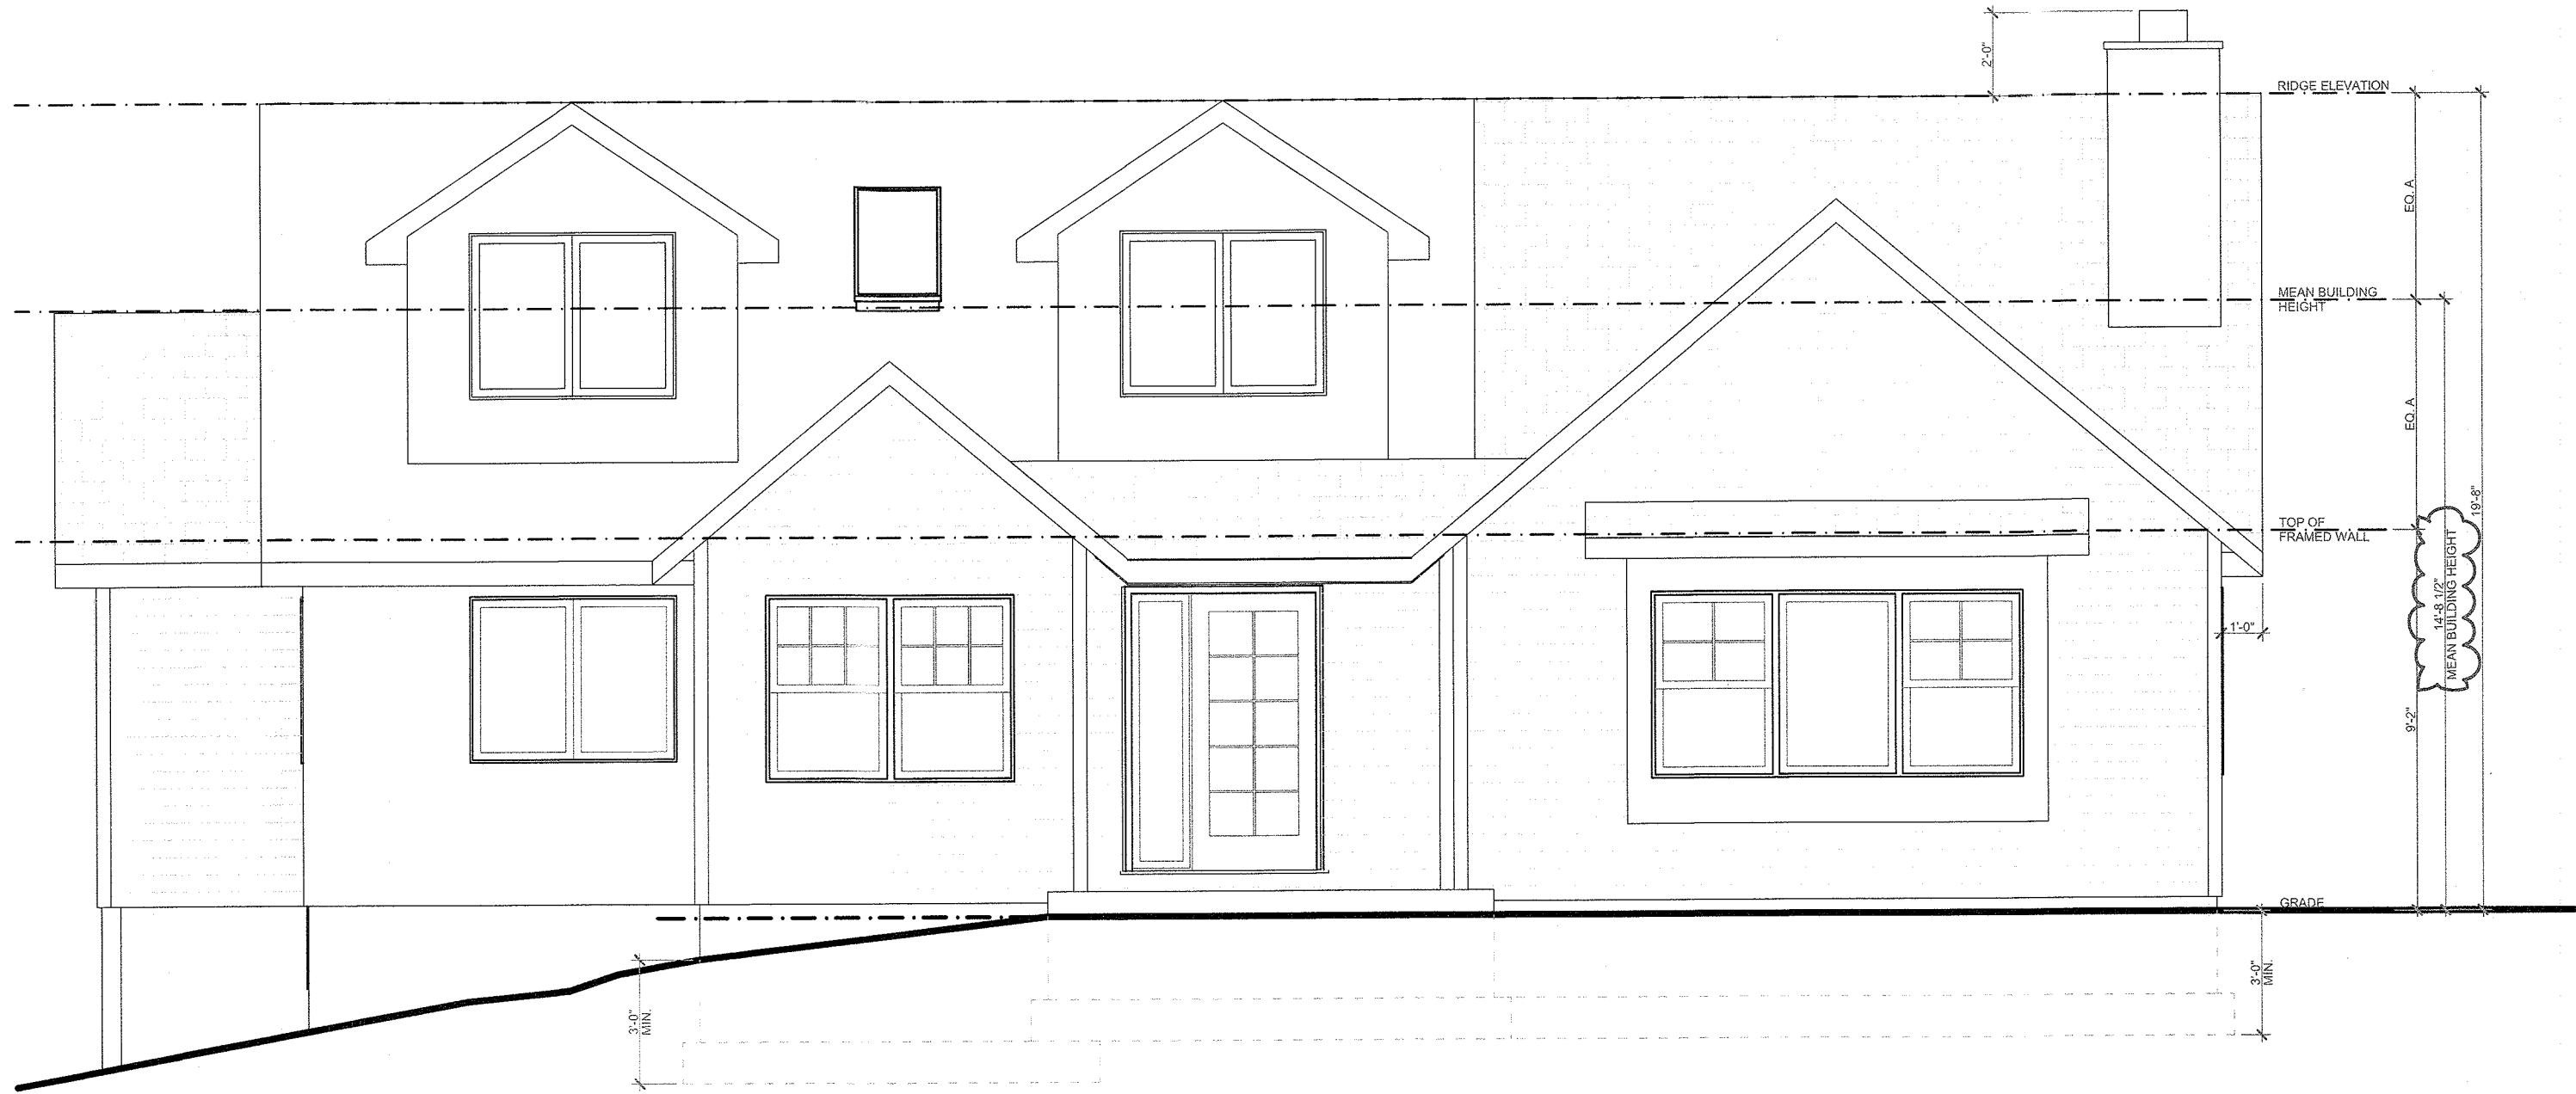 2'-0"
RIDGE ELEVATION
EQ. A
MEAN BUILDING
HEIGHT
EQ. A
19'-8"
TOP OF
FRAMED WALL
14'-8 1/2"
MEAN BUILDING HEIGHT
1'-0"
9'-2"
GRADE
3'-0"
MIN.
3'-0"
MIN.